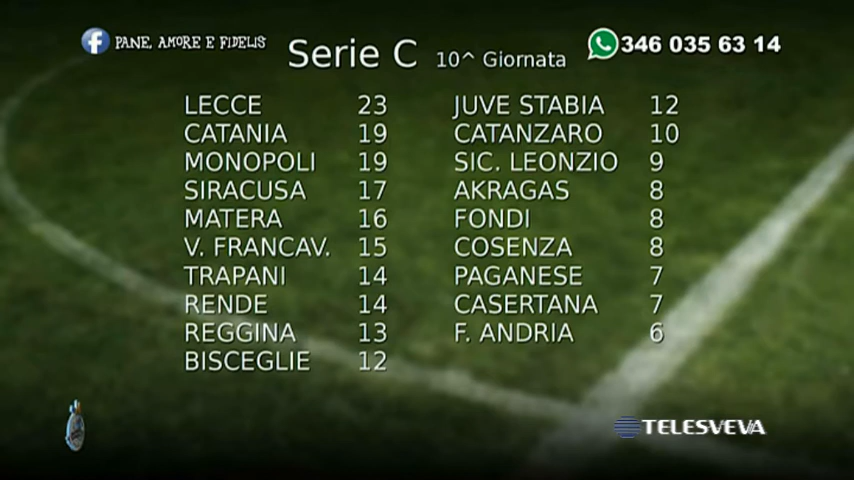 PANE, AMORE E FIDELIS
Serie C 10^ Giornata
346 035 63 14
LECCE 23
CATANIA 19
MONOPOLI 19
SIRACUSA 17
MATERA 16
V. FRANCAV. 15
TRAPANI 14
RENDE 14
REGGINA 13
BISCEGLIE 12
JUVE STABIA 12
CATANZARO 10
SIC. LEONZIO 9
AKRAGAS 8
FONDI 8
COSENZA 8
PAGANESE 7
CASERTANA 7
F. ANDRIA 6
TELESVEVA